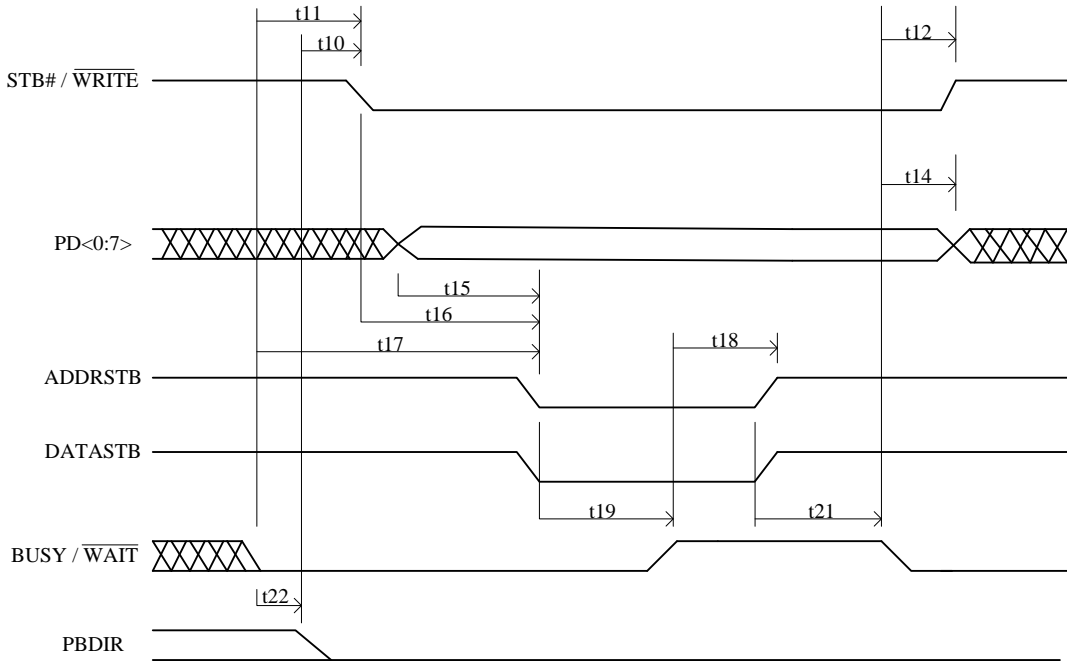 t11
t10
t12
STB# / WRITE
t14
PD<0:7>
t15
t16
t17
t18
ADDRSTB
DATASTB
t19
t21
BUSY / WAIT
t22
PBDIR